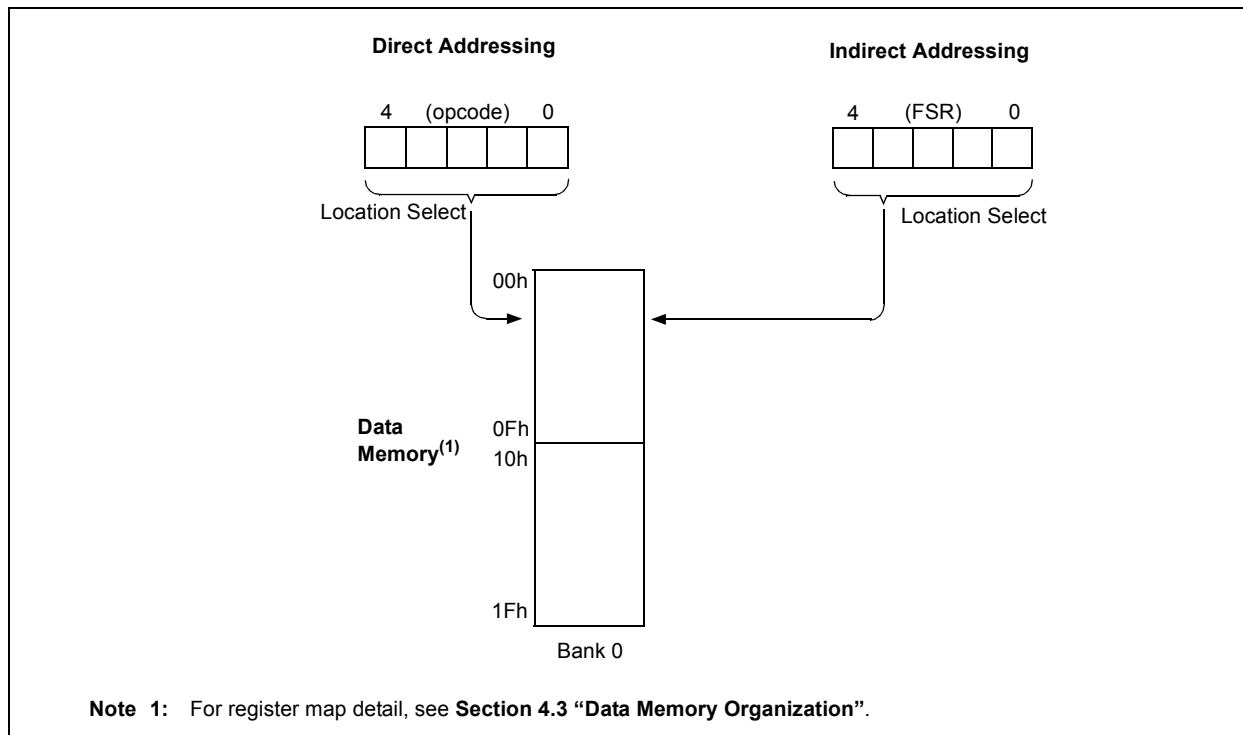 Direct Addressing
Indirect Addressing
4 (opcode) 0
4 (FSR) 0
Location Select
Location Select
00h
0Fh
Data
Memory(1)
10h
1Fh
Bank 0
Note 1: For register map detail, see Section 4.3 “Data Memory Organization”.